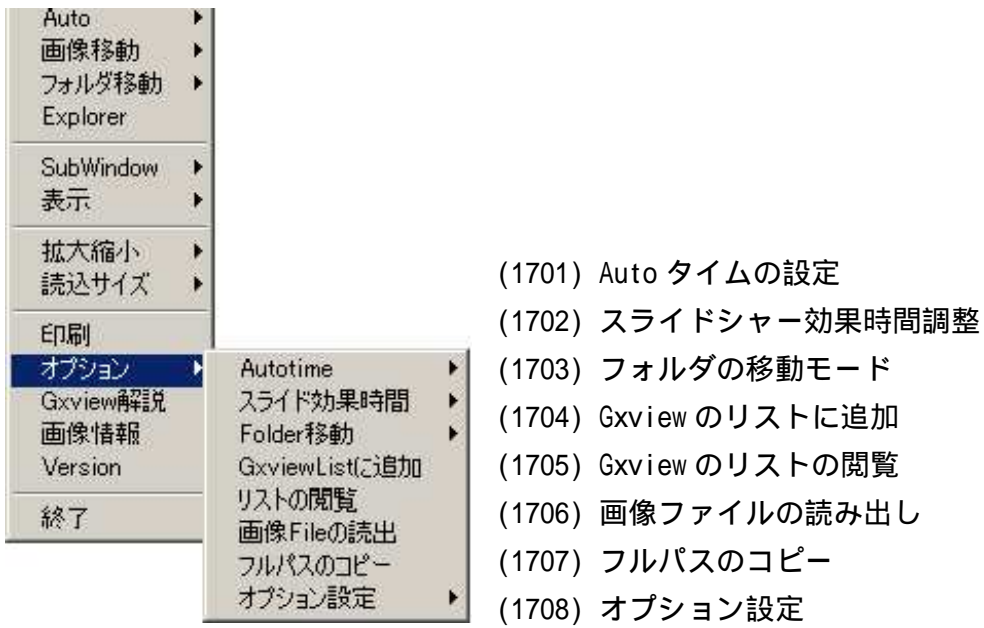 Auto
画像移動
フォルダ移動
Explorer
SubWindow
表示
拡大縮小
読込サイズ
印刷
オプション
Gxview解説
画像情報
Version
終了
Autotime
スライド効果時間
Folder移動
GxviewListに追加
リストの閲覧
画像Fileの読出
フルパスのコピー
オプション設定
(1701) Auto タイムの設定
(1702) スライドシャー効果時間調整
(1703) フォルダの移動モード
(1704) Gxview のリストに追加
(1705) Gxview のリストの閲覧
(1706) 画像ファイルの読み出し
(1707) フルパスのコピー
(1708) オプション設定